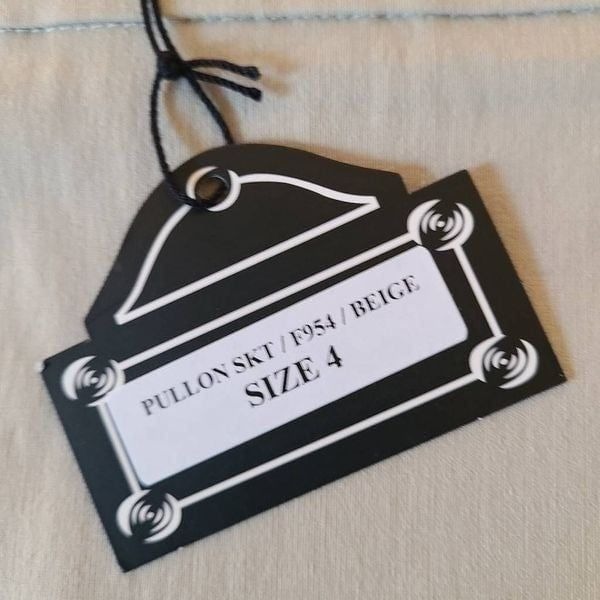 PULLON SKT / F954 / BEIGE
SIZE 4